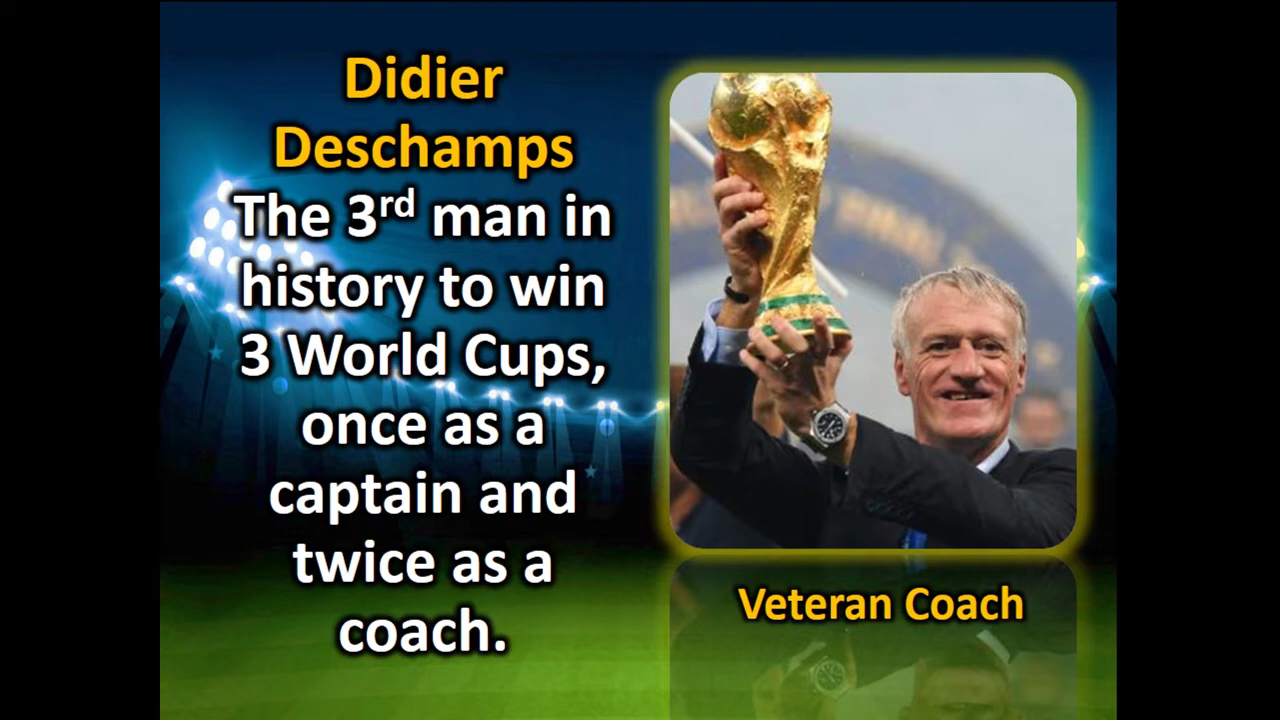 Didier
Deschamps
The 3rd man in
history to win
3 World Cups,
once as a
captain and
twice as a
coach.
Veteran Coach